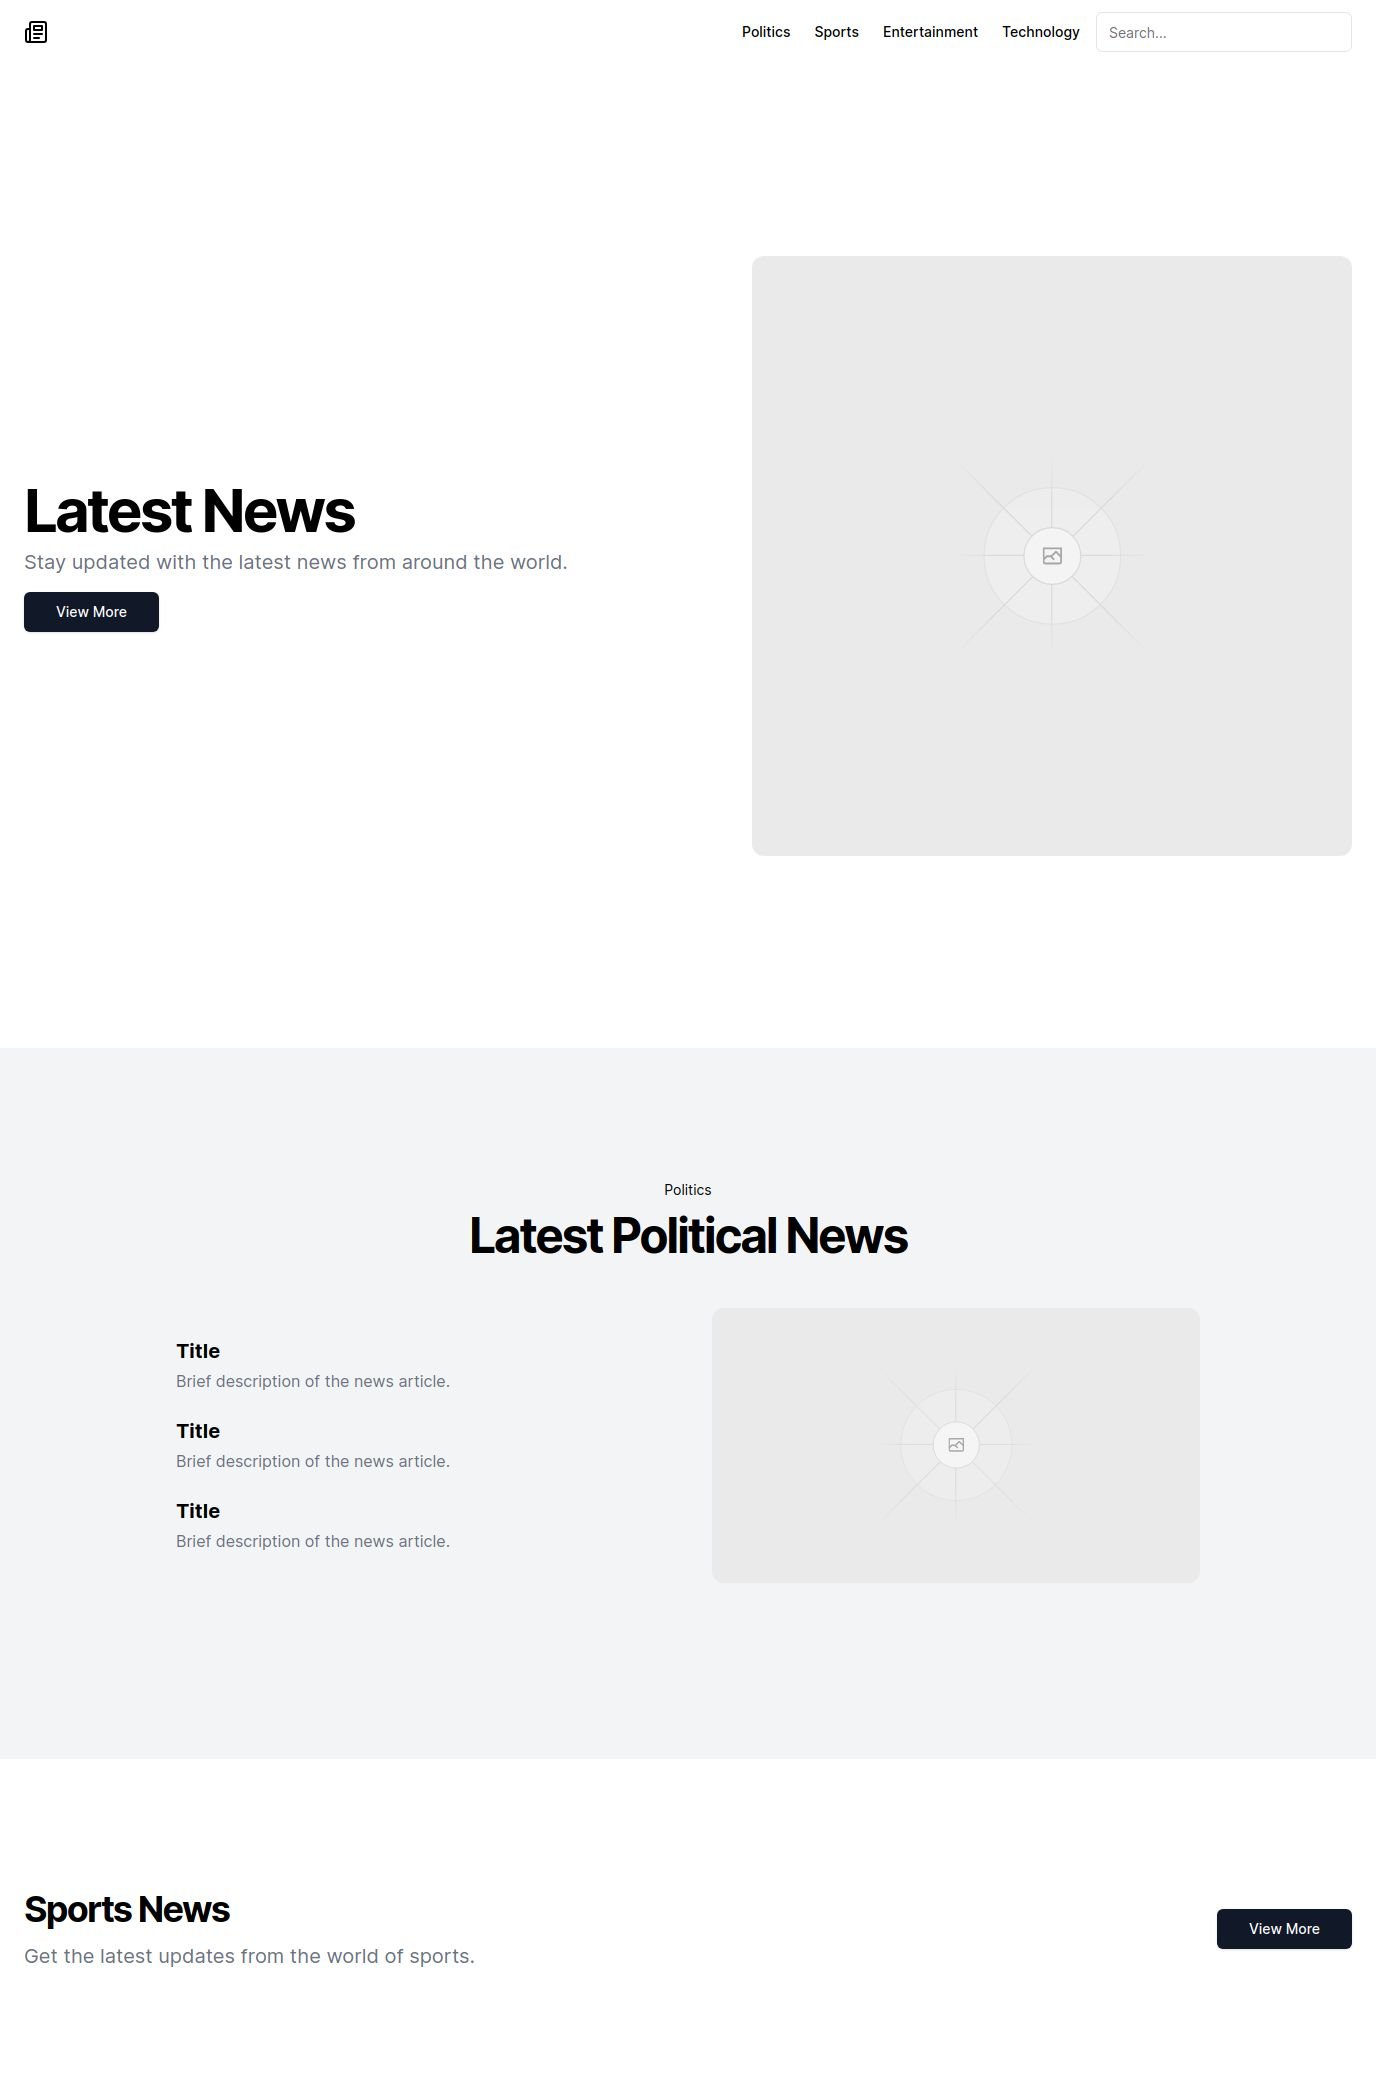 Politics Sports Entertainment Technology Search...
Latest News
Stay updated with the latest news from around the world.
View More
Politics
Latest Political News
Title
Brief description of the news article.
Title
Brief description of the news article.
Title
Brief description of the news article.
Sports News
Get the latest updates from the world of sports.
View More